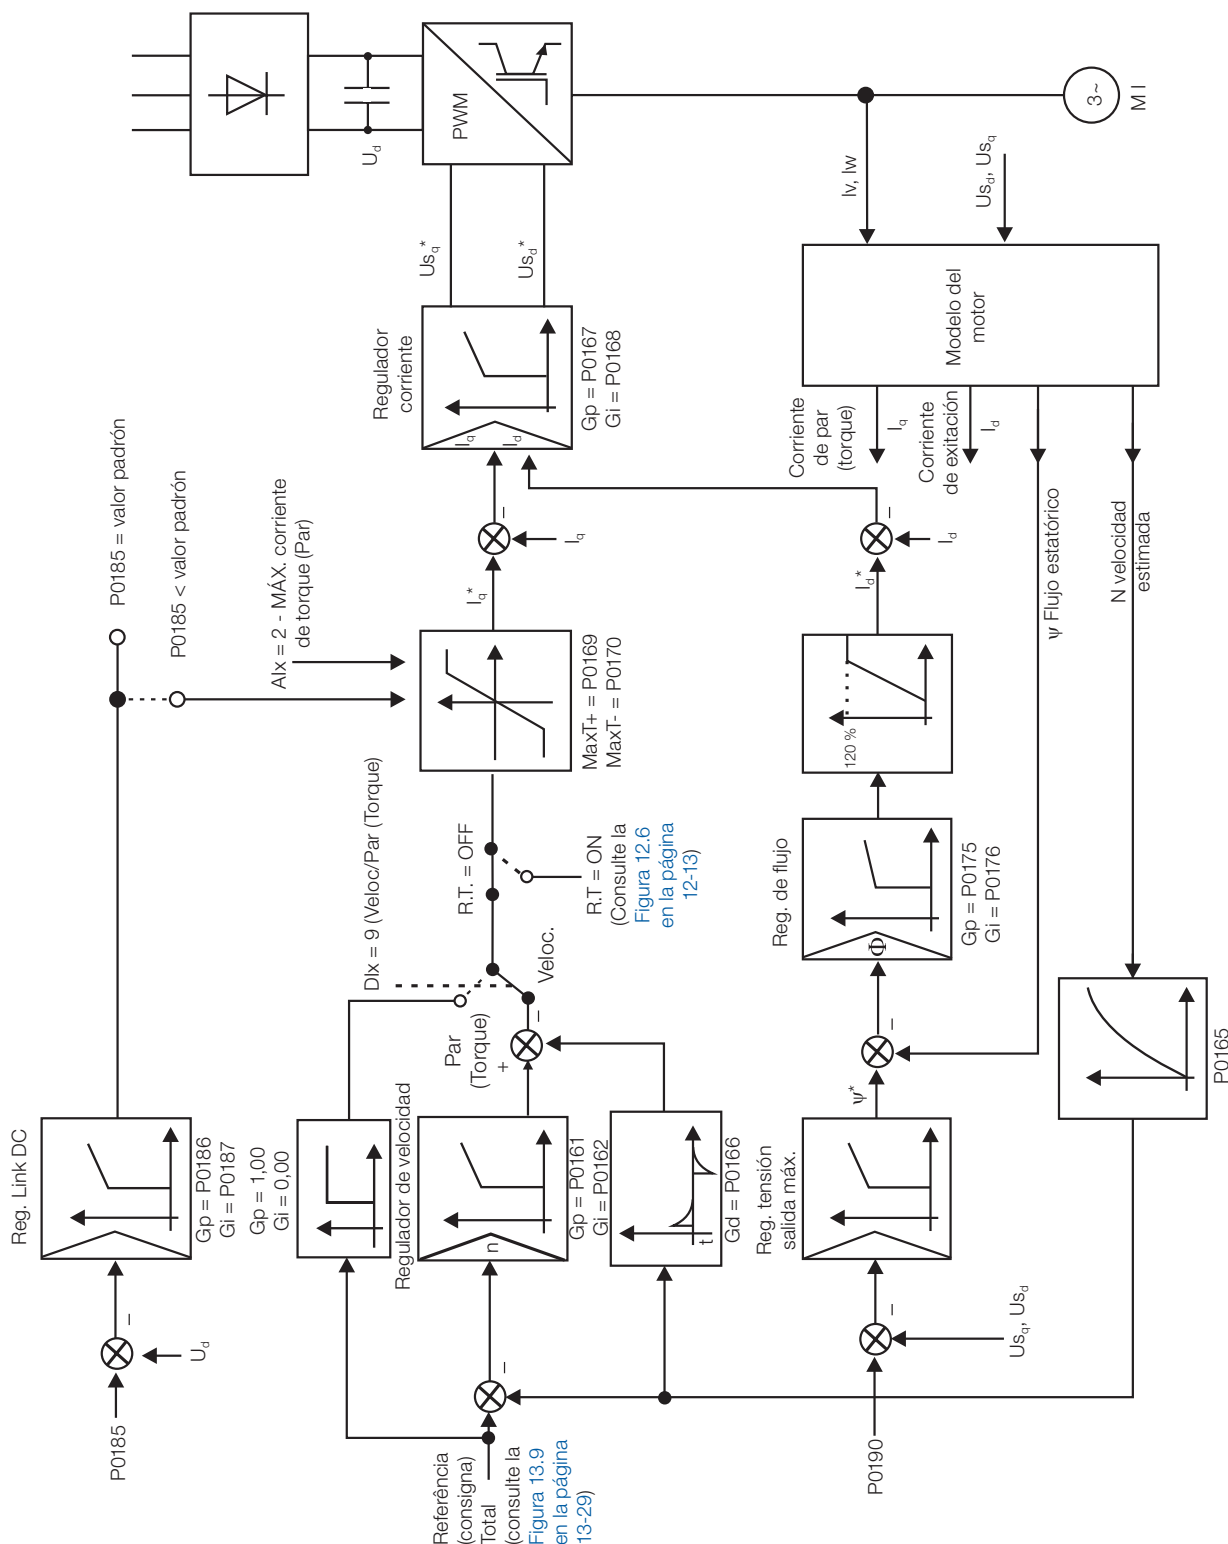 Reg. Link DC
Gp = P0186
Gi = P0187
P0185
U_d
–
P0185 = valor padrón
P0185 < valor padrón
AIx = 2 - MÁX. corriente
de torque (Par)
Gp = 1,00
Gi = 0,00
Regulador de velocidad
n
Gp = P0161
Gi = P0162
t
Gd = P0166
Referência
(consigna)
Total
(consulte la
Figura 13.9
en la página
13-29)
–
Par
(Torque)
+
–
DIx = 9 (Veloc/Par (Torque)
Veloc.
R.T. = OFF
R.T = ON
(Consulte la
Figura 12.6
en la página
12-13)
MaxT+ = P0169
MaxT- = P0170
I_q*
–
I_q
Regulador
corriente
I_q
I_d
Gp = P0167
Gi = P0168
Us_q*
Us_d*
U_d
PWM
3~
M I
Iv, Iw
Us_d, Us_q
Modelo del
motor
Corriente
de par
(torque)
I_q
Corriente
de exitación
I_d
ψ Flujo estatórico
N velocidad
estimada
P0165
Reg. tensión
salida máx.
P0190
–
Us_q, Us_d
ψ*
–
Reg. de flujo
Φ
Gp = P0175
Gi = P0176
120 %
I_d*
–
I_d